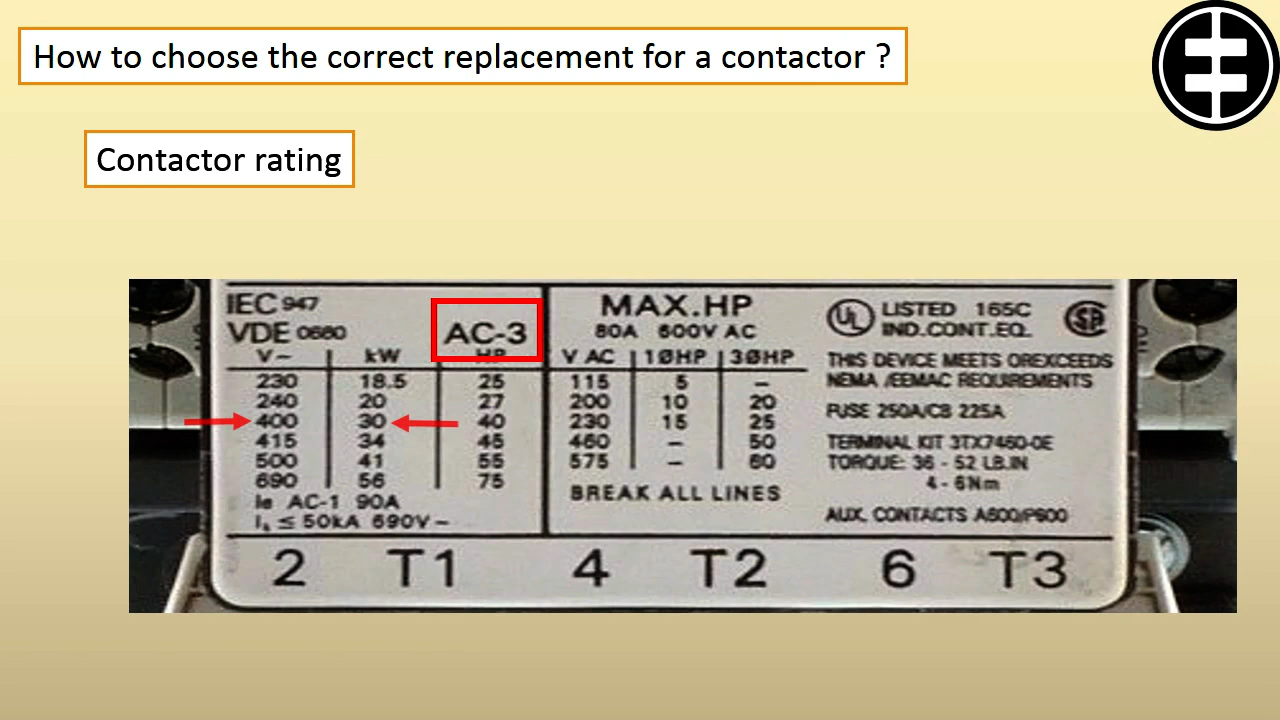 How to choose the correct replacement for a contactor ?
Contactor rating
IEC 947
VDE 0660
AC-3
V~ kW HP
230 18.5 25
240 20 27
400 30 40
415 34 45
500 41 55
690 56 75
Ie AC-1 90A
≤ 50kA 690V~
MAX.HP
80A 600V AC
V AC 1ØHP 3ØHP
115 5 –
200 10 20
230 15 25
460 – 50
575 – 60
BREAK ALL LINES
UL LISTED 165C
IND.CONT.EQ.
THIS DEVICE MEETS OREXCEEDS
NEMA /EEMAC REQUIREMENTS
FUSE 250A/CB 225A
TERMINAL KIT 3TX7460-0E
TORQUE: 36 - 52 LB.IN
4 - 6Nm
AUX. CONTACTS A600/P600
2 T1 4 T2 6 T3